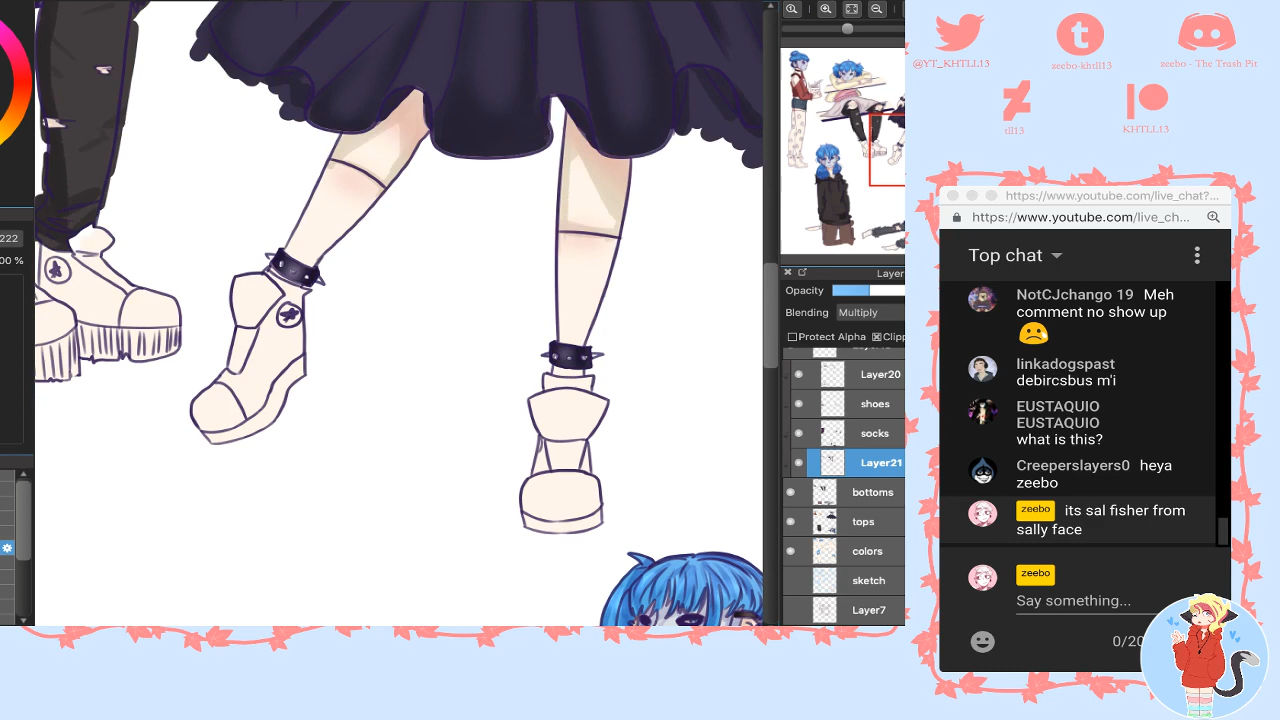 @YT_KHTLL13
zeebo-khtll13
zeebo - The Trash Pit
tll13
KHTLL13
https://www.youtube.com/live_chat?...
https://www.youtube.com/live_ch...
Top chat
NotCJchango 19 Meh
comment no show up
linkadogspast
debircsbus m'i
EUSTAQUIO
EUSTAQUIO
what is this?
Creeperslayers0 heya
zeebo
zeebo its sal fisher from
sally face
zeebo
Say something...
0/20
222
00 %
Layer
Opacity
Blending Multiply
Protect Alpha Clipp
Layer20
shoes
socks
Layer21
bottoms
tops
colors
sketch
Layer7